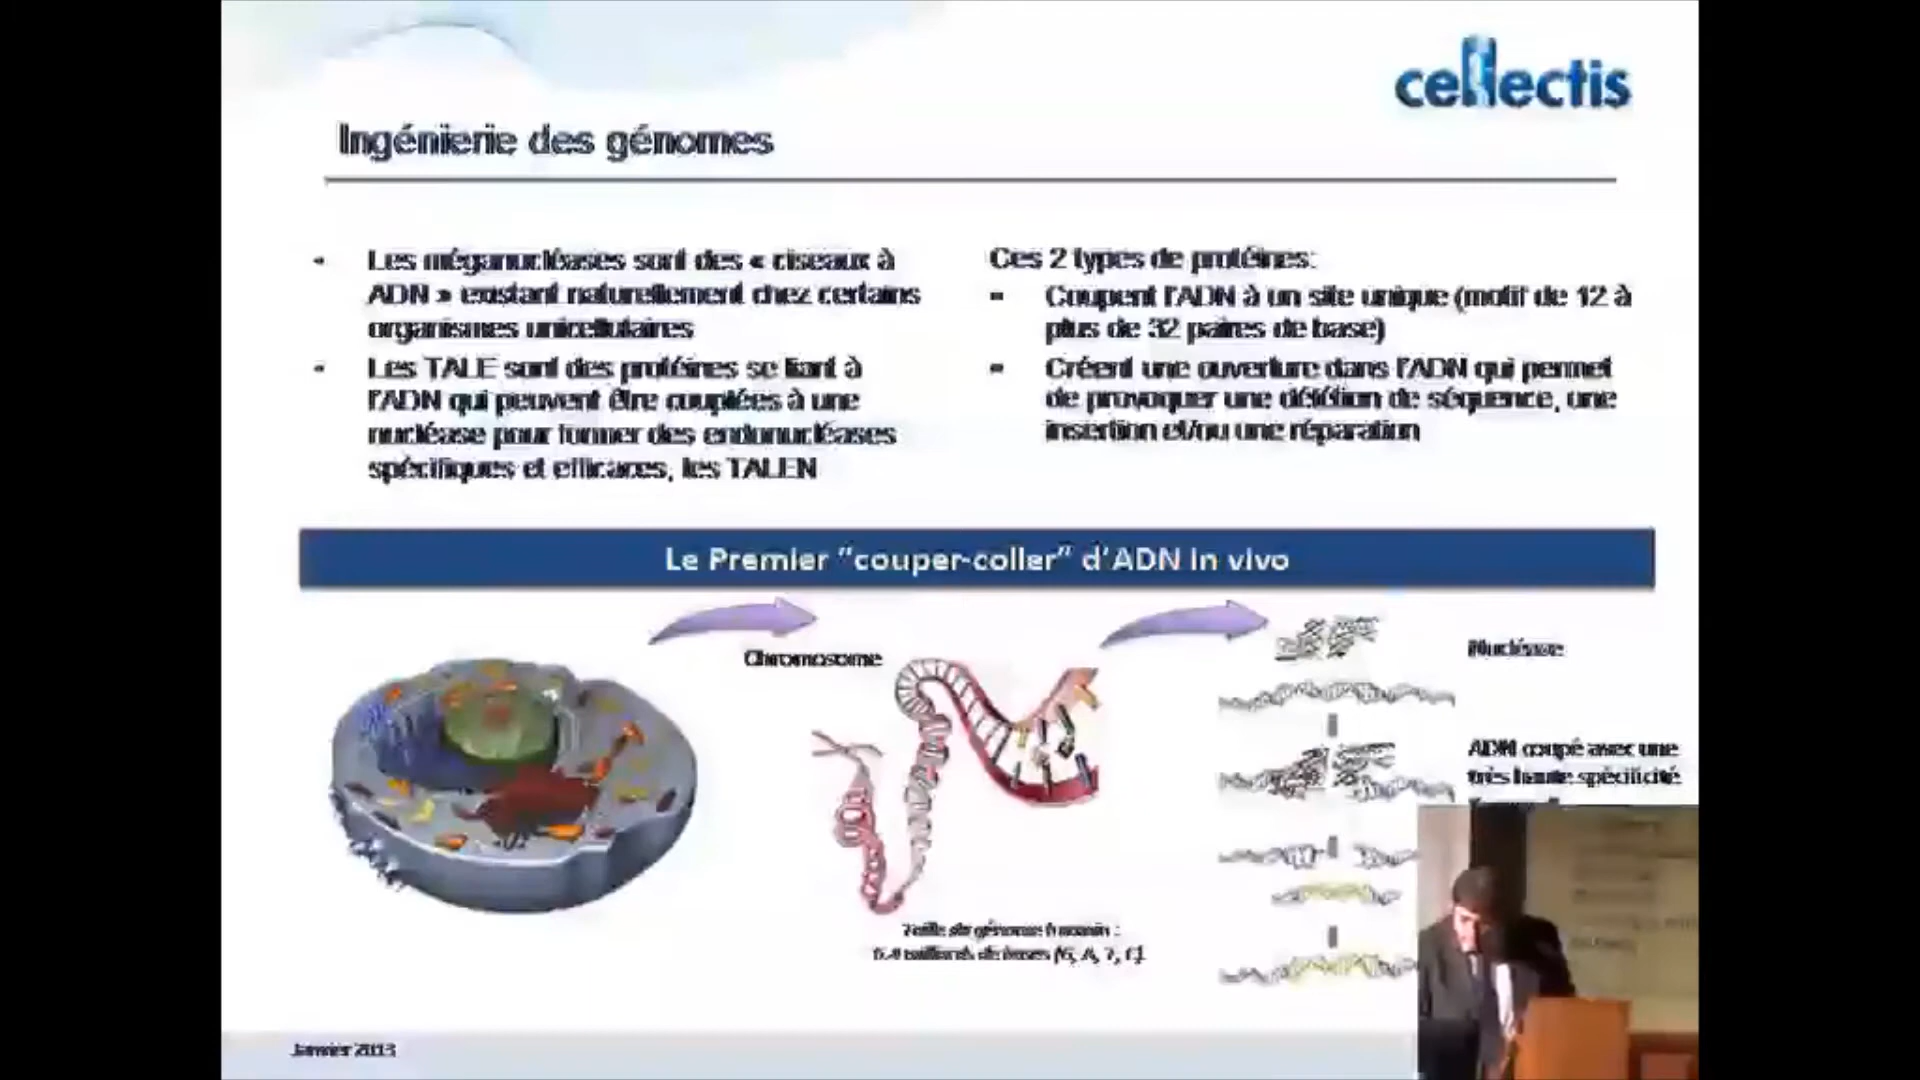 cellectis
Ingénierie des génomes
- Les méganucléases sont des « ciseaux à
ADN » existant naturellement chez certains
organismes unicellulaires
- Les TALE sont des protéines se liant à
l'ADN qui peuvent être couplées à une
nucléase pour former des endonucléases
spécifiques et efficaces, les TALEN
Ces 2 types de protéines:
- Coupent l'ADN à un site unique (motif de 12 à
plus de 32 paires de base)
- Créent une ouverture dans l'ADN qui permet
de provoquer une délétion de séquence, une
insertion et/ou une réparation
Le Premier "couper-coller" d'ADN in vivo
Chromosome
Nucléase
ADN coupé avec une
très haute spécificité
Taille du génome humain :
milliards de bases (G, A, T, C)
Janvier 2013